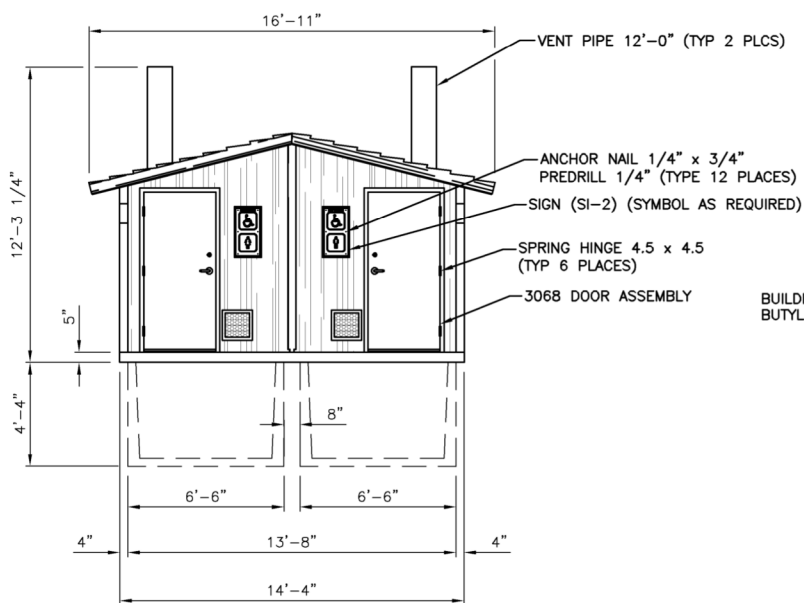 16'-11"
VENT PIPE 12'-0" (TYP 2 PLCS)
12'-3 1/4"
ANCHOR NAIL 1/4" x 3/4"
PREDRILL 1/4" (TYPE 12 PLACES)
SIGN (SI-2) (SYMBOL AS REQUIRED)
SPRING HINGE 4.5 x 4.5
(TYP 6 PLACES)
3068 DOOR ASSEMBLY
BUILDI
BUTYL
5"
4'-4"
8"
6'-6"
6'-6"
4"
13'-8"
4"
14'-4"